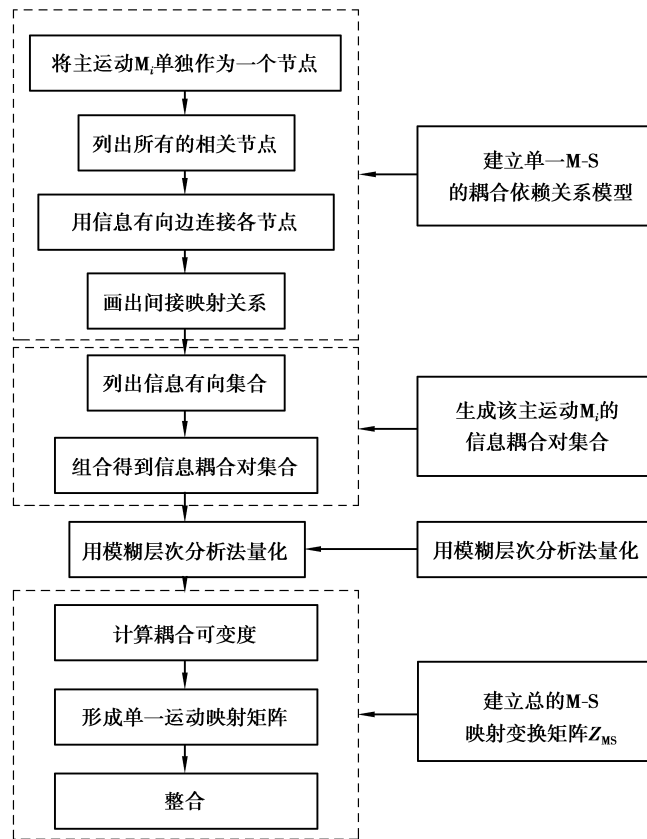 将主运动Mi单独作为一个节点
列出所有的相关节点
用信息有向边连接各节点
画出间接映射关系
建立单一M-S
的耦合依赖关系模型
列出信息有向集合
组合得到信息耦合对集合
生成该主运动Mi的
信息耦合对集合
用模糊层次分析法量化
用模糊层次分析法量化
计算耦合可变度
形成单一运动映射矩阵
整合
建立总的M-S
映射变换矩阵ZMS